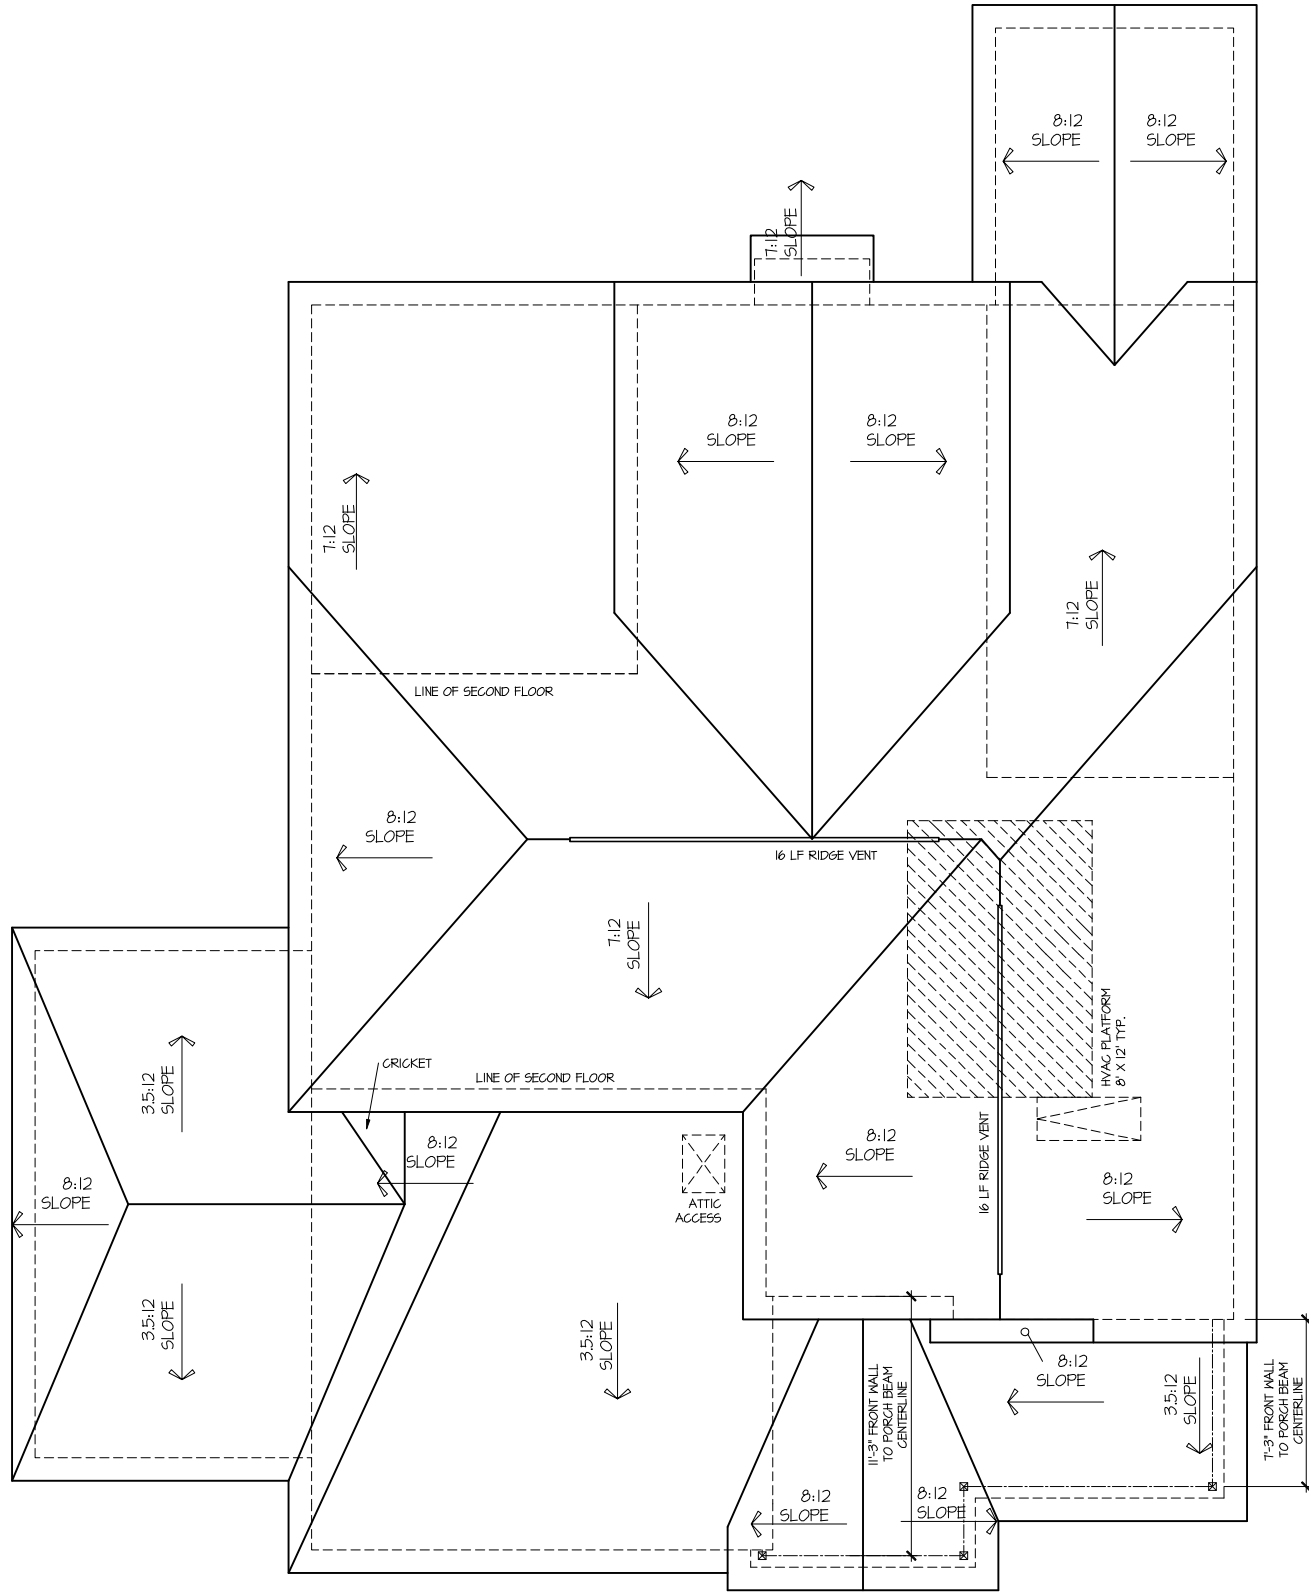 8:12
SLOPE
8:12
SLOPE
7:12
SLOPE
8:12
SLOPE
8:12
SLOPE
7:12
SLOPE
7:12
SLOPE
LINE OF SECOND FLOOR
8:12
SLOPE
16 LF RIDGE VENT
7:12
SLOPE
HVAC PLATFORM
8' X 12' TYP.
CRICKET
LINE OF SECOND FLOOR
3.5:12
SLOPE
8:12
SLOPE
8:12
SLOPE
16 LF RIDGE VENT
8:12
SLOPE
8:12
SLOPE
ATTIC
ACCESS
3.5:12
SLOPE
3.5:12
SLOPE
8:12
SLOPE
11'-3" FRONT WALL
TO PORCH BEAM
CENTERLINE
3.5:12
SLOPE
7'-3" FRONT WALL
TO PORCH BEAM
CENTERLINE
8:12
SLOPE
8:12
SLOPE